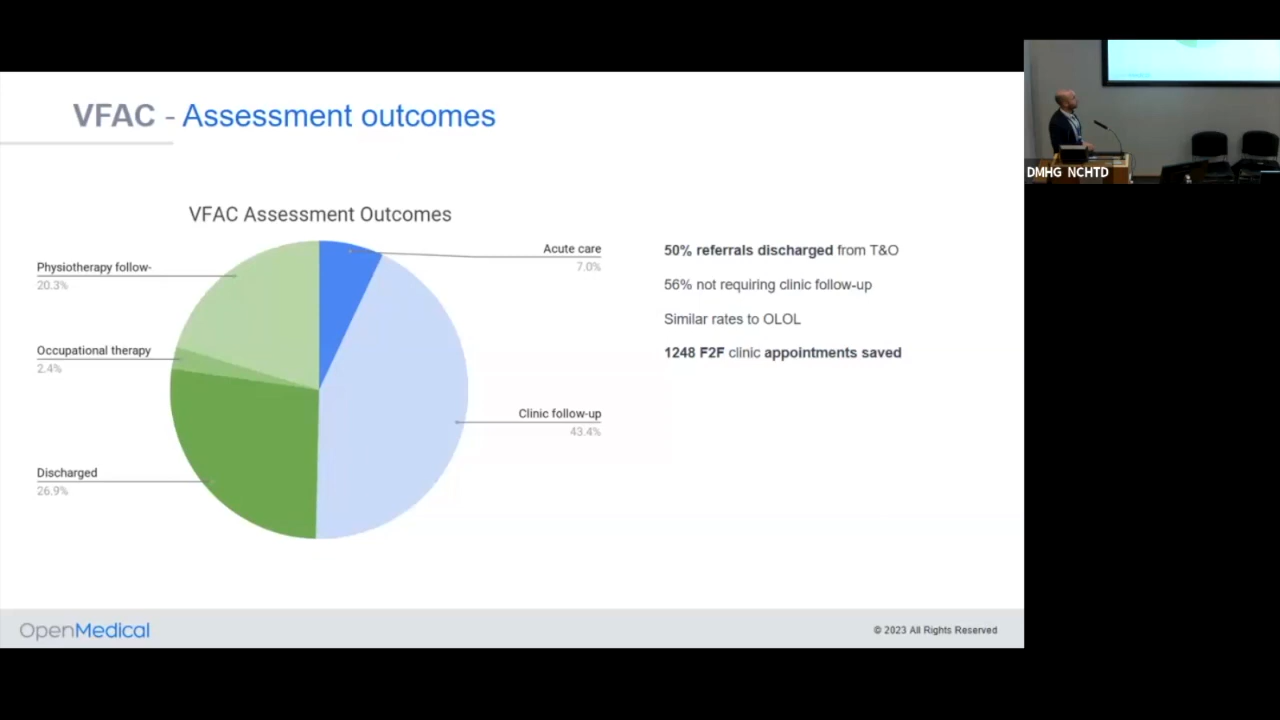 VFAC - Assessment outcomes
VFAC Assessment Outcomes
Acute care
7.0%
Physiotherapy follow-
20.3%
Occupational therapy
2.4%
Clinic follow-up
43.4%
Discharged
26.9%
50% referrals discharged from T&O
56% not requiring clinic follow-up
Similar rates to OLOL
1248 F2F clinic appointments saved
OpenMedical
© 2023 All Rights Reserved
DMHG NCHTD